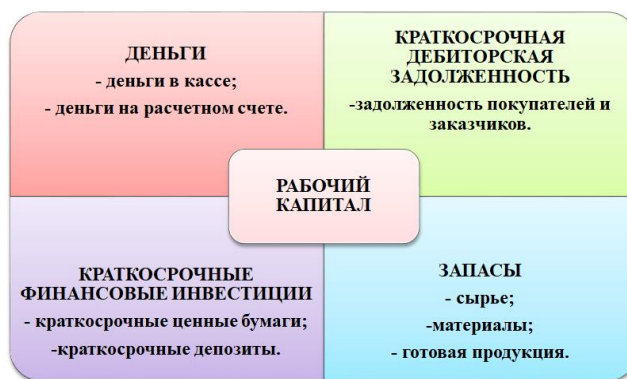 ДЕНЬГИ
- деньги в кассе;
- деньги на расчетном счете.
КРАТКОСРОЧНАЯ
ДЕБИТОРСКАЯ
ЗАДОЛЖЕННОСТЬ
-задолженность покупателей и
заказчиков.
РАБОЧИЙ
КАПИТАЛ
КРАТКОСРОЧНЫЕ
ФИНАНСОВЫЕ ИНВЕСТИЦИИ
- краткосрочные ценные бумаги;
-краткосрочные депозиты.
ЗАПАСЫ
- сырье;
-материалы;
- готовая продукция.